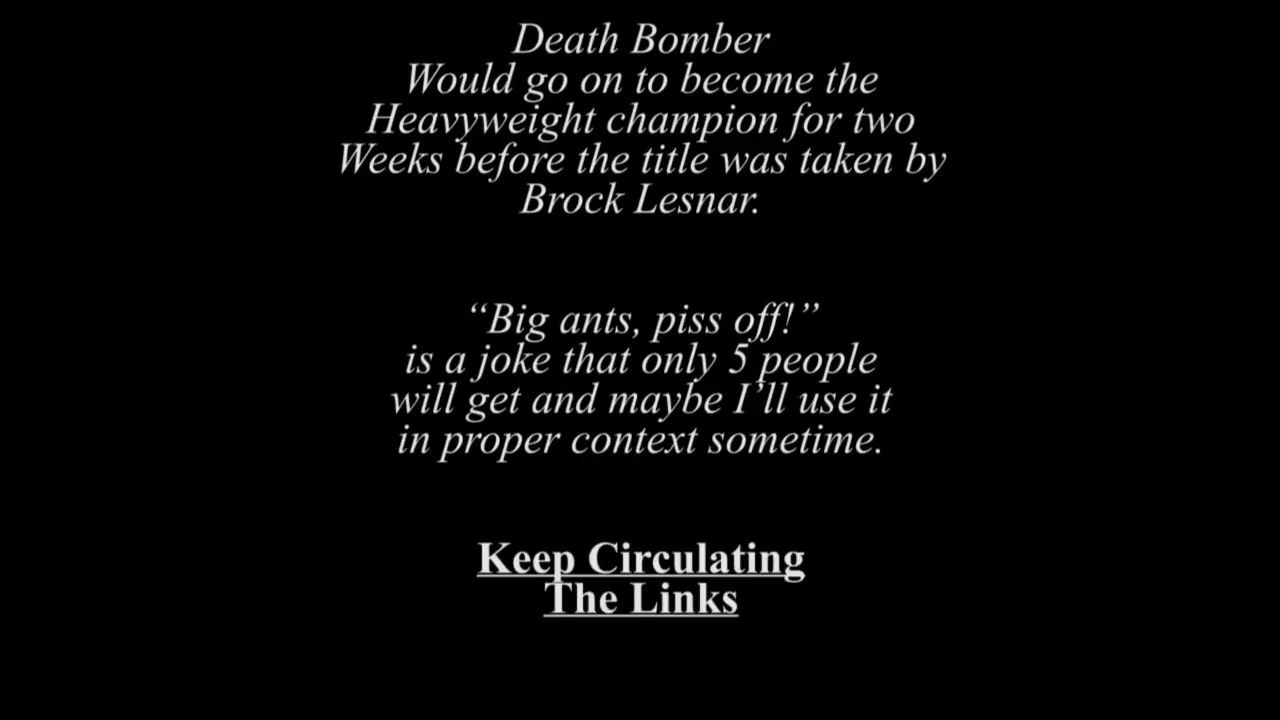 Death Bomber
Would go on to become the
Heavyweight champion for two
Weeks before the title was taken by
Brock Lesnar.
“Big ants, piss off!”
is a joke that only 5 people
will get and maybe I’ll use it
in proper context sometime.
Keep Circulating
The Links